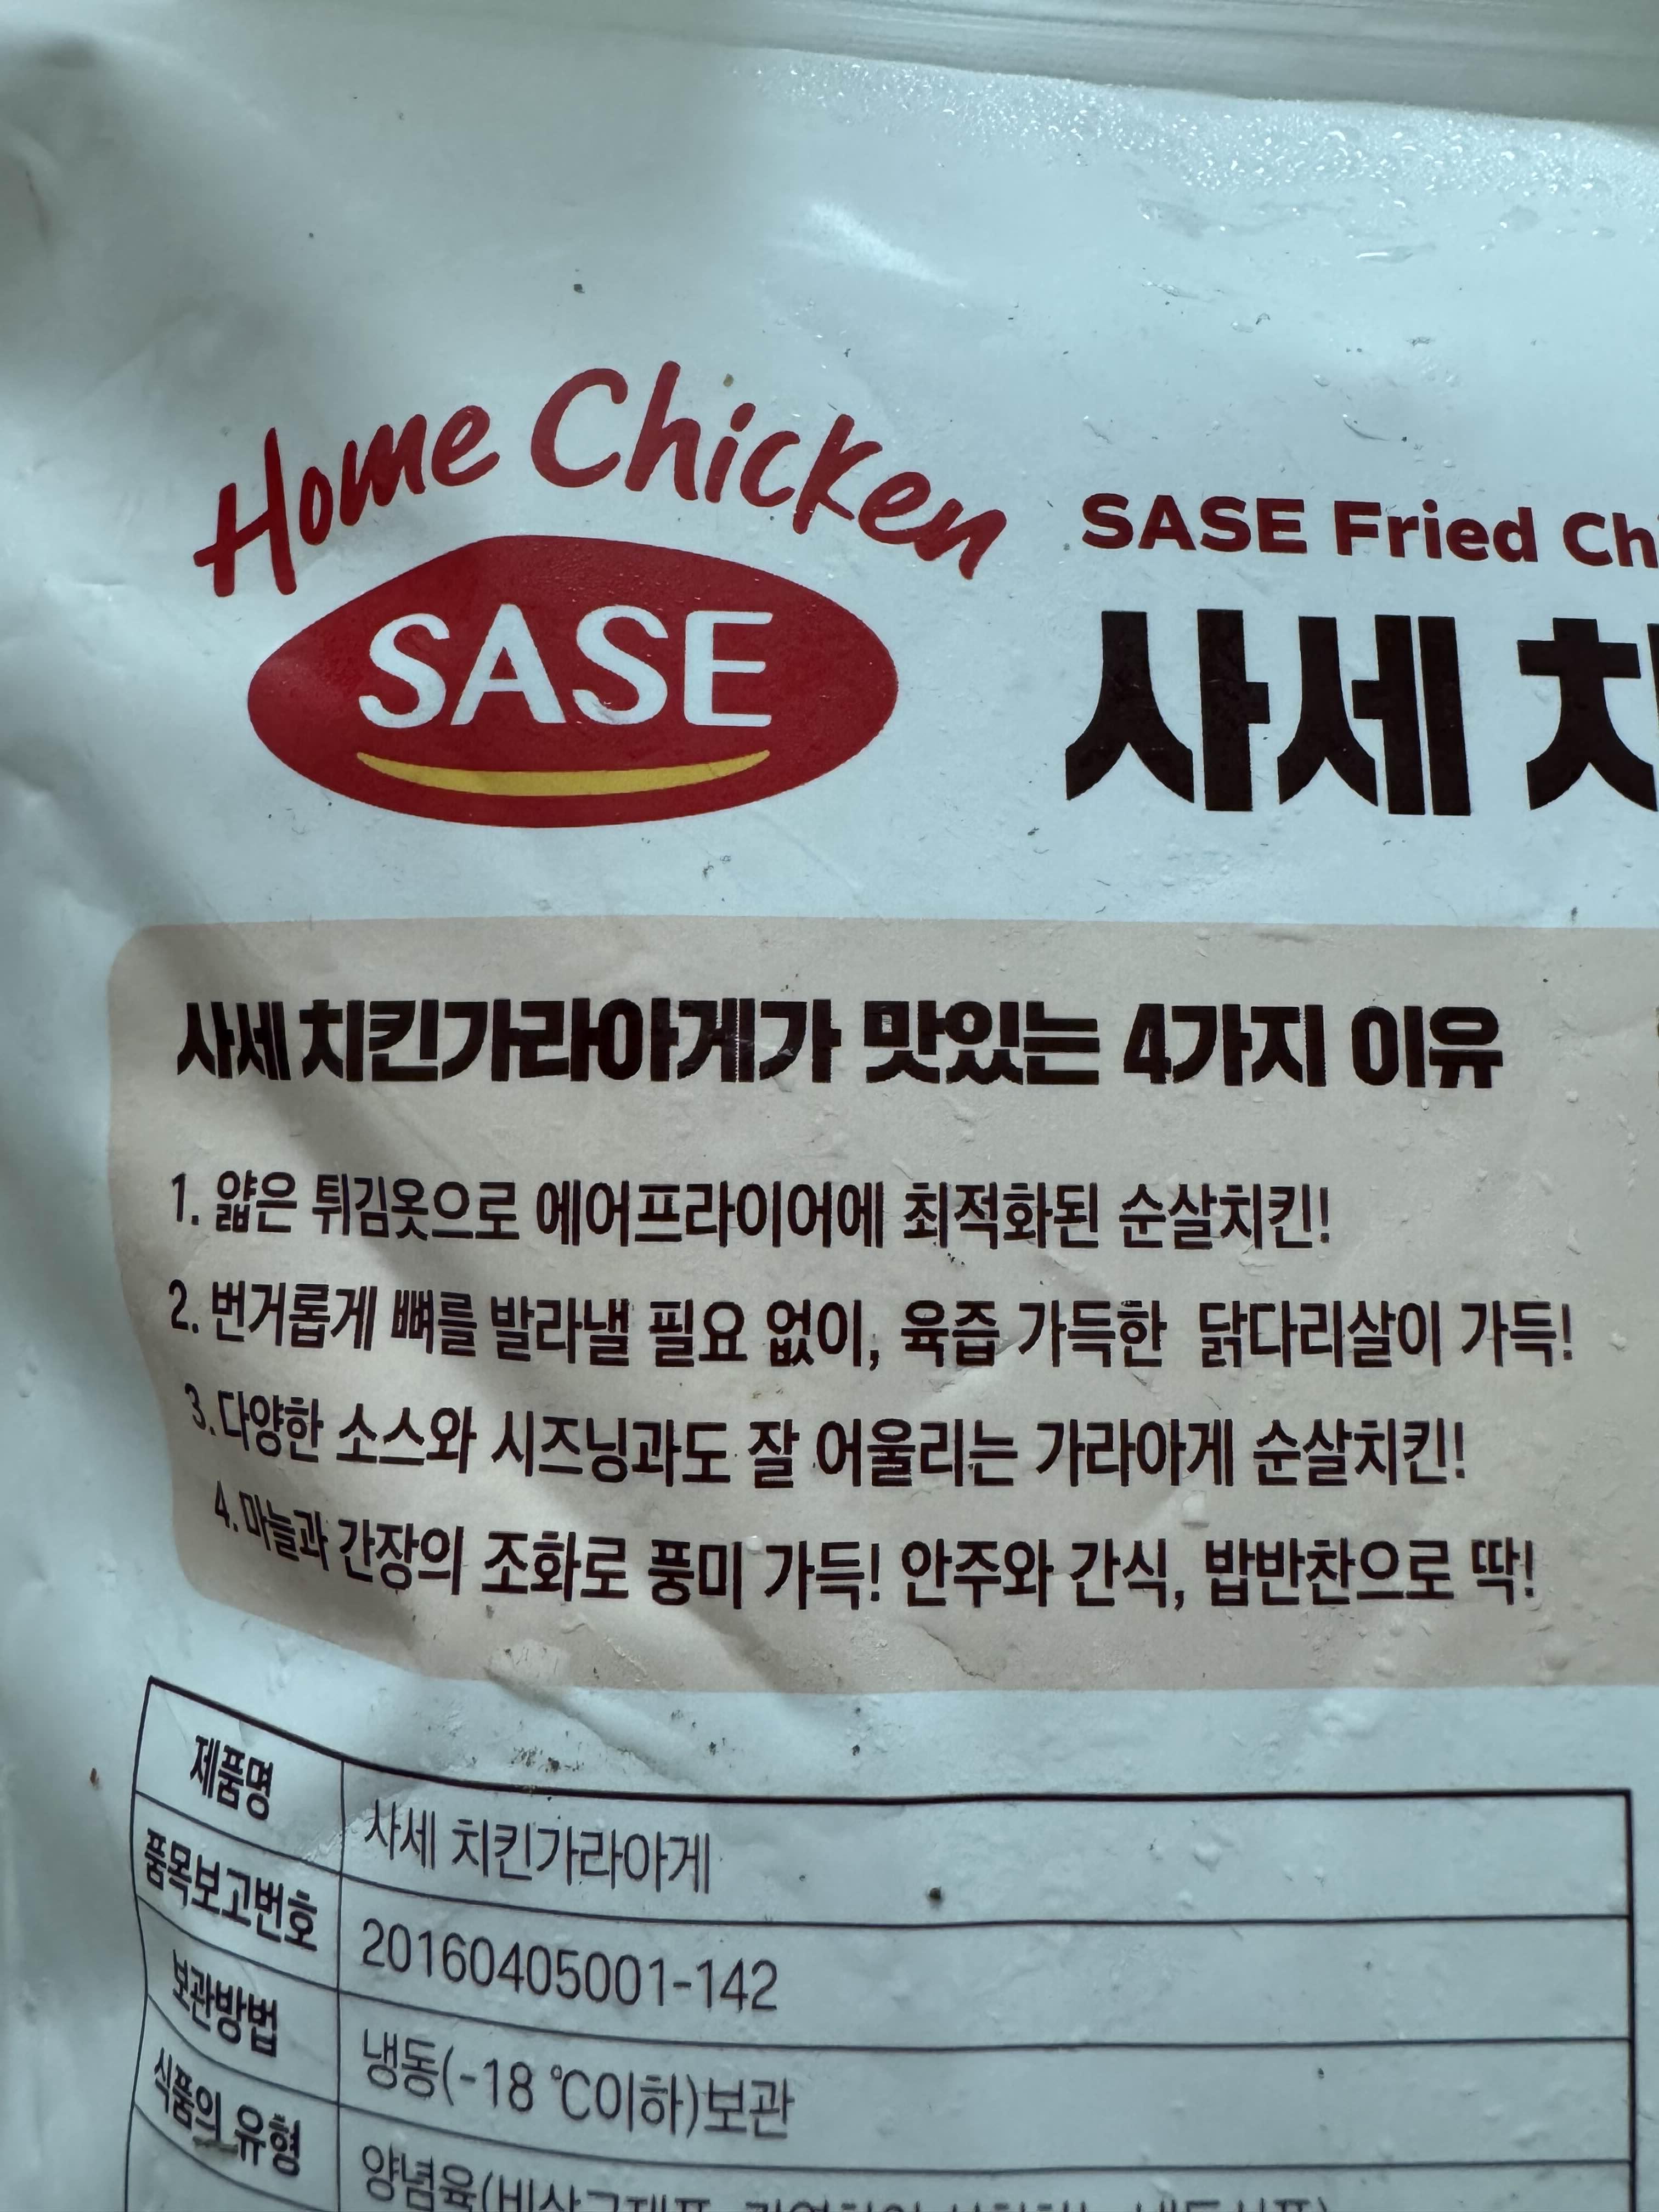 Home Chicken
SASE
SASE Fried Ch
사세 치
사세 치킨가라아게가 맛있는 4가지 이유
1. 얇은 튀김옷으로 에어프라이어에 최적화된 순살치킨!
2. 번거롭게 뼈를 발라낼 필요 없이, 육즙 가득한 닭다리살이 가득!
3. 다양한 소스와 시즈닝과도 잘 어울리는 가라아게 순살치킨!
4. 마늘과 간장의 조화로 풍미 가득! 안주와 간식, 밥반찬으로 딱!
제품명 사세 치킨가라아게
품목보고번호 20160405001-142
보관방법 냉동(-18 ℃이하)보관
식품의 유형 양념육